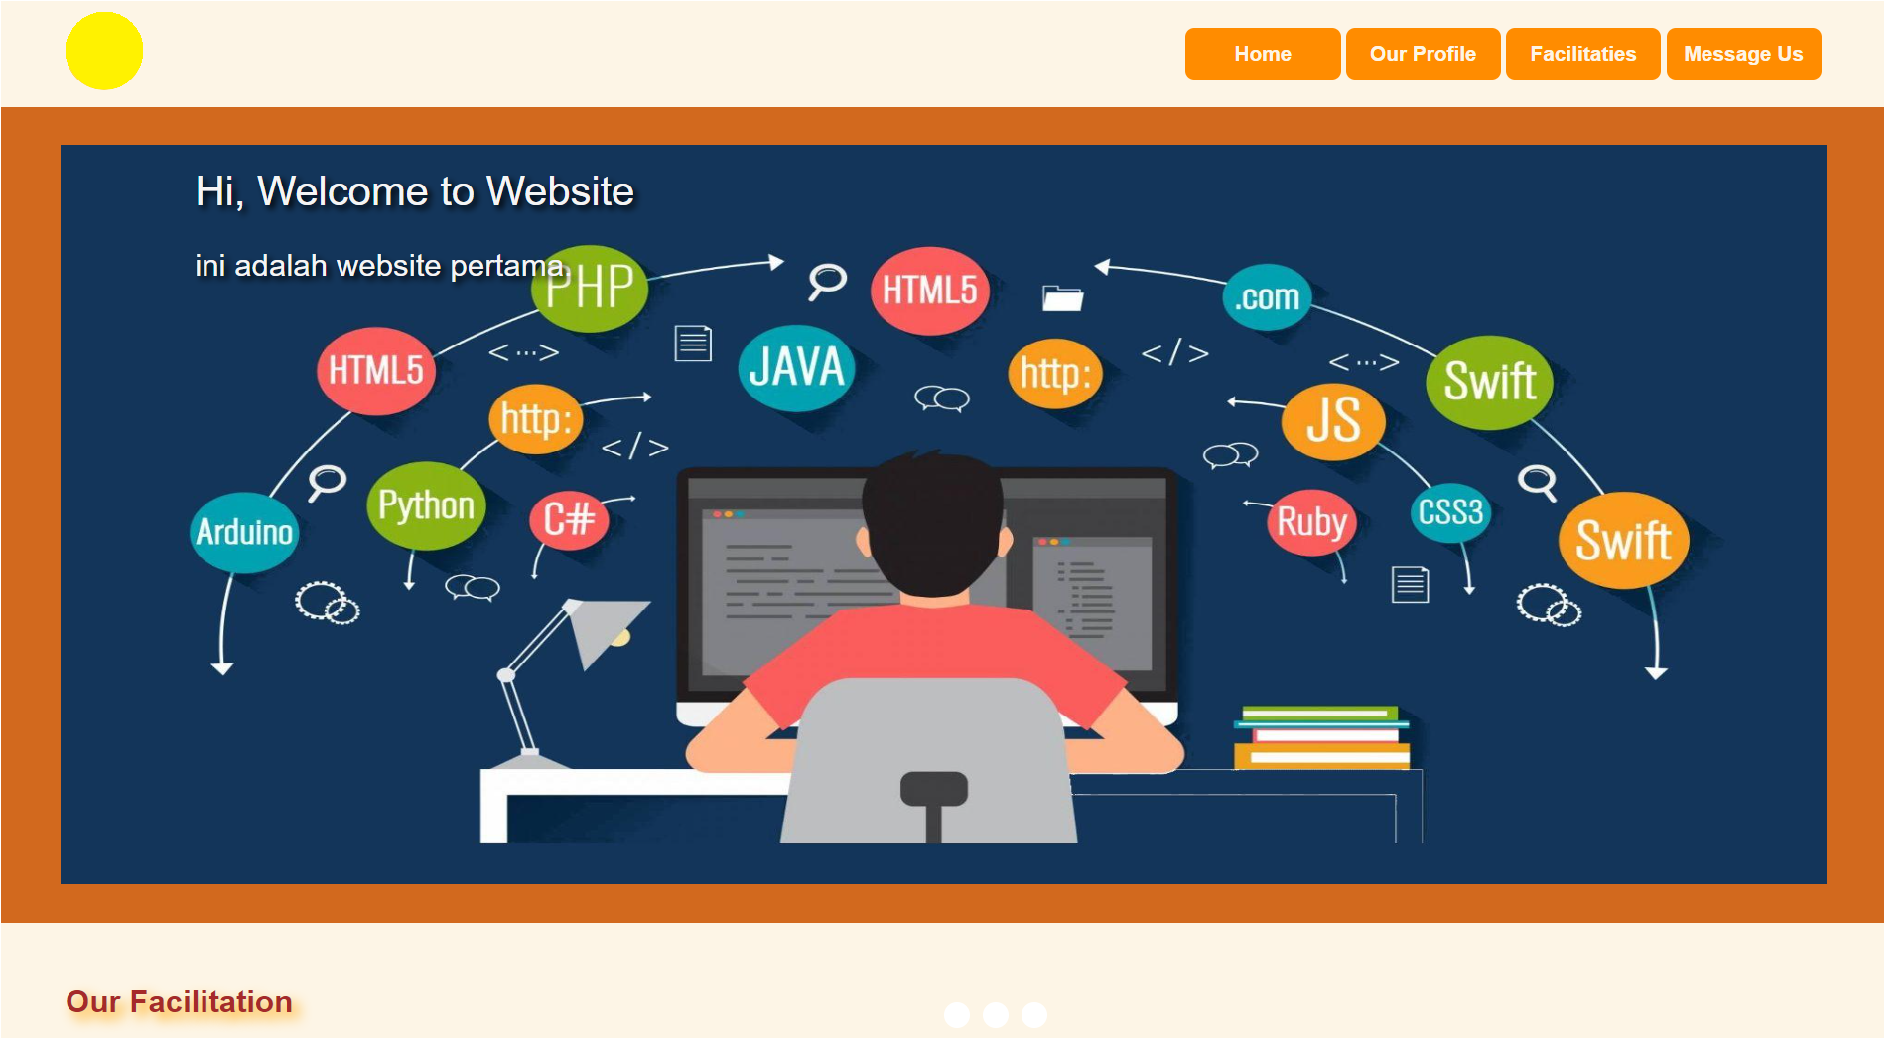 Home
Our Profile
Facilitaties
Message Us
Hi, Welcome to Website
ini adalah website pertama.
PHP
HTML5
.com
HTML5
JAVA
http:
Swift
http:
JS
Python
C#
Ruby
CSS3
Arduino
Swift
<···>
</>
<···>
</>
Our Facilitation